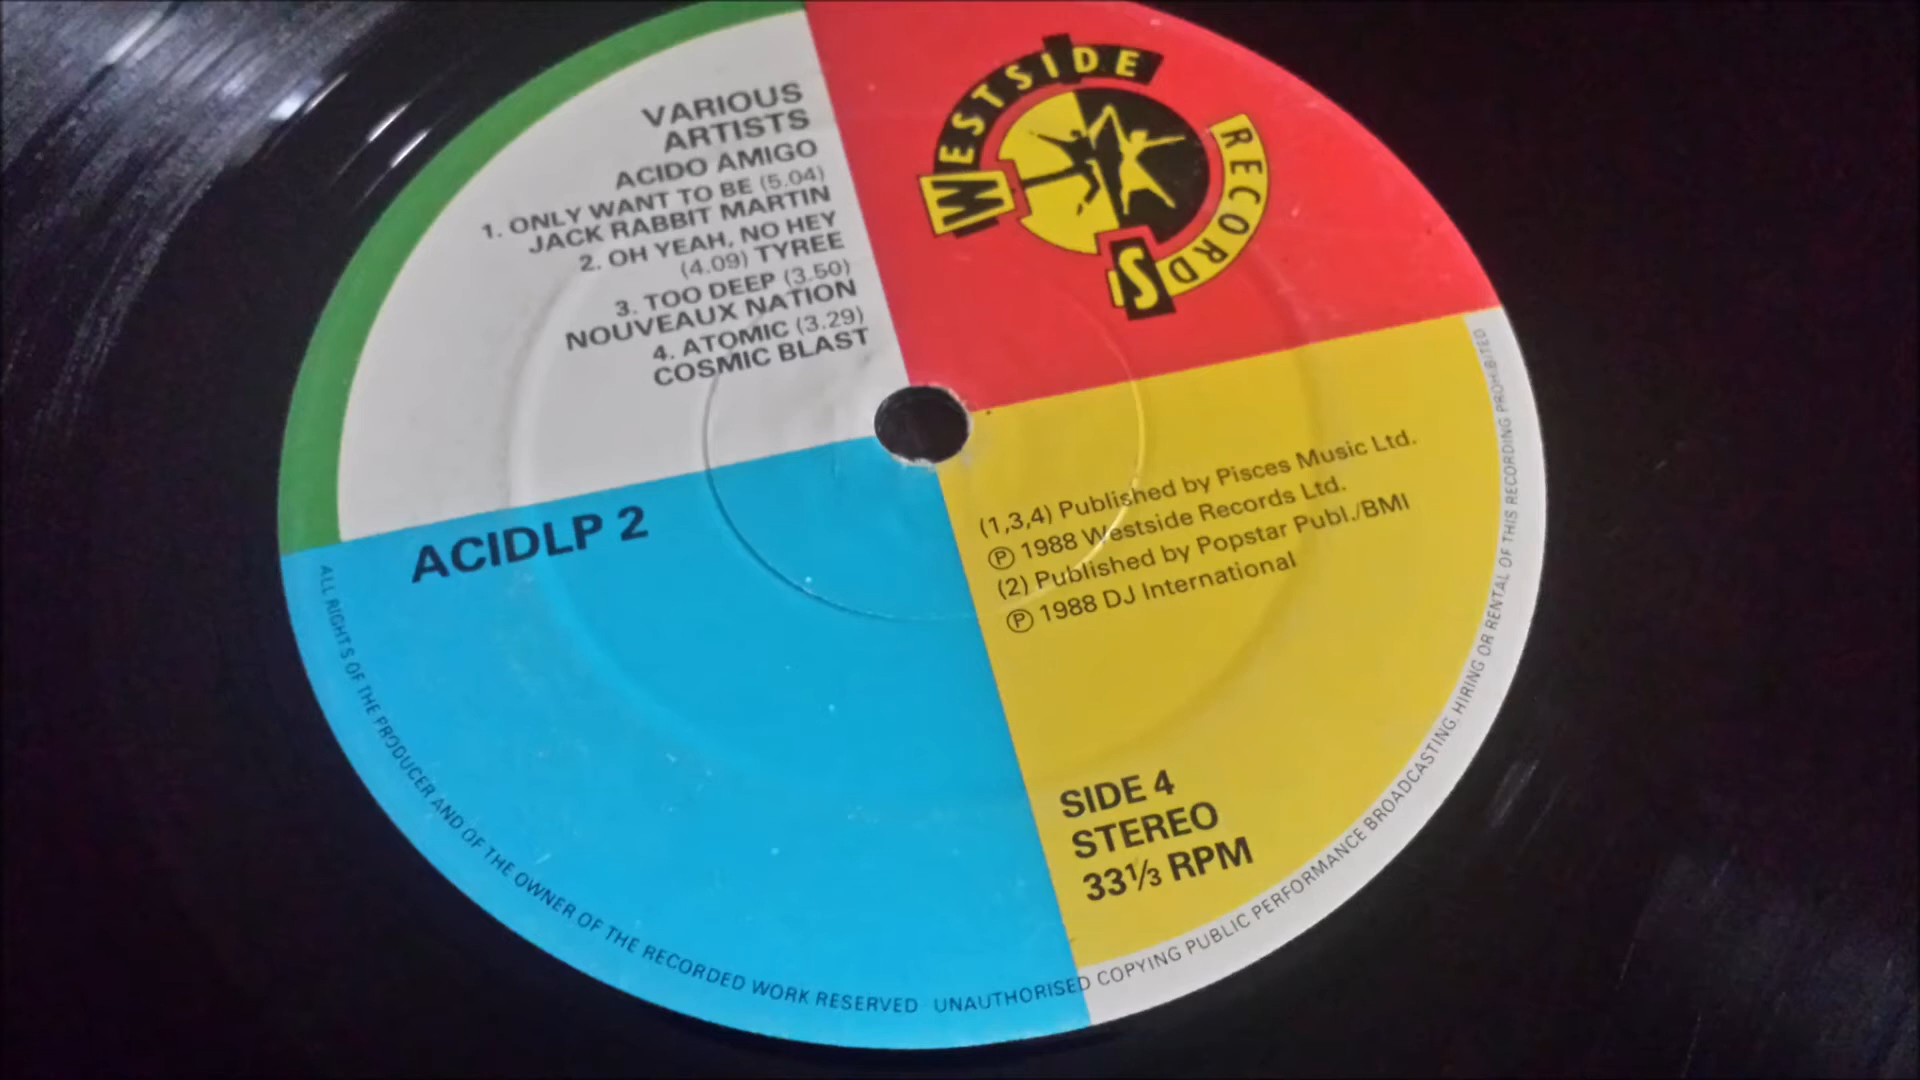 WESTSIDE
RECORDS
VARIOUS
ARTISTS
ACIDO AMIGO
1. ONLY WANT TO BE (5.04)
JACK RABBIT MARTIN
2. OH YEAH, NO HEY
(4.09) TYREE
3. TOO DEEP (3.50)
NOUVEAUX NATION
4. ATOMIC (3.29)
COSMIC BLAST
ACIDLP 2
(1,3,4) Published by Pisces Music Ltd.
Ⓟ 1988 Westside Records Ltd.
(2) Published by Popstar Publ./BMI
Ⓟ 1988 DJ International
SIDE 4
STEREO
33⅓ RPM
ALL RIGHTS OF THE PRODUCER AND OF THE OWNER OF THE RECORDED WORK RESERVED UNAUTHORISED COPYING PUBLIC PERFORMANCE BROADCASTING, HIRING OR RENTAL OF THIS RECORDING PROHIBITED